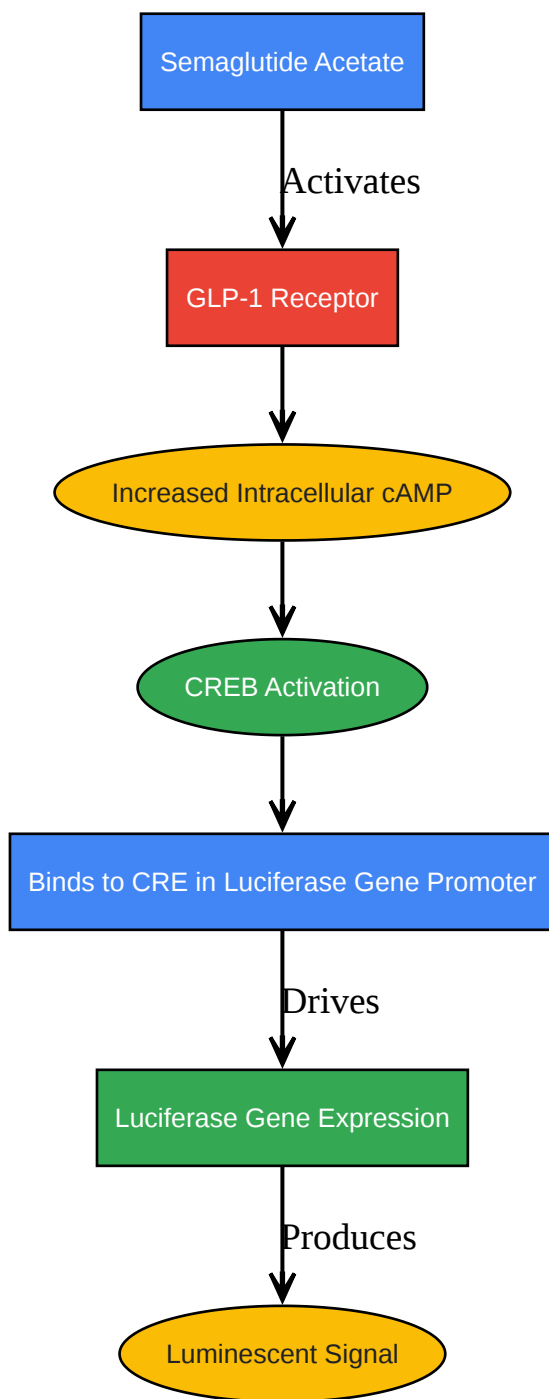 Semaglutide Acetate
Activates
GLP-1 Receptor
Increased Intracellular cAMP
CREB Activation
Binds to CRE in Luciferase Gene Promoter
Drives
Luciferase Gene Expression
Produces
Luminescent Signal